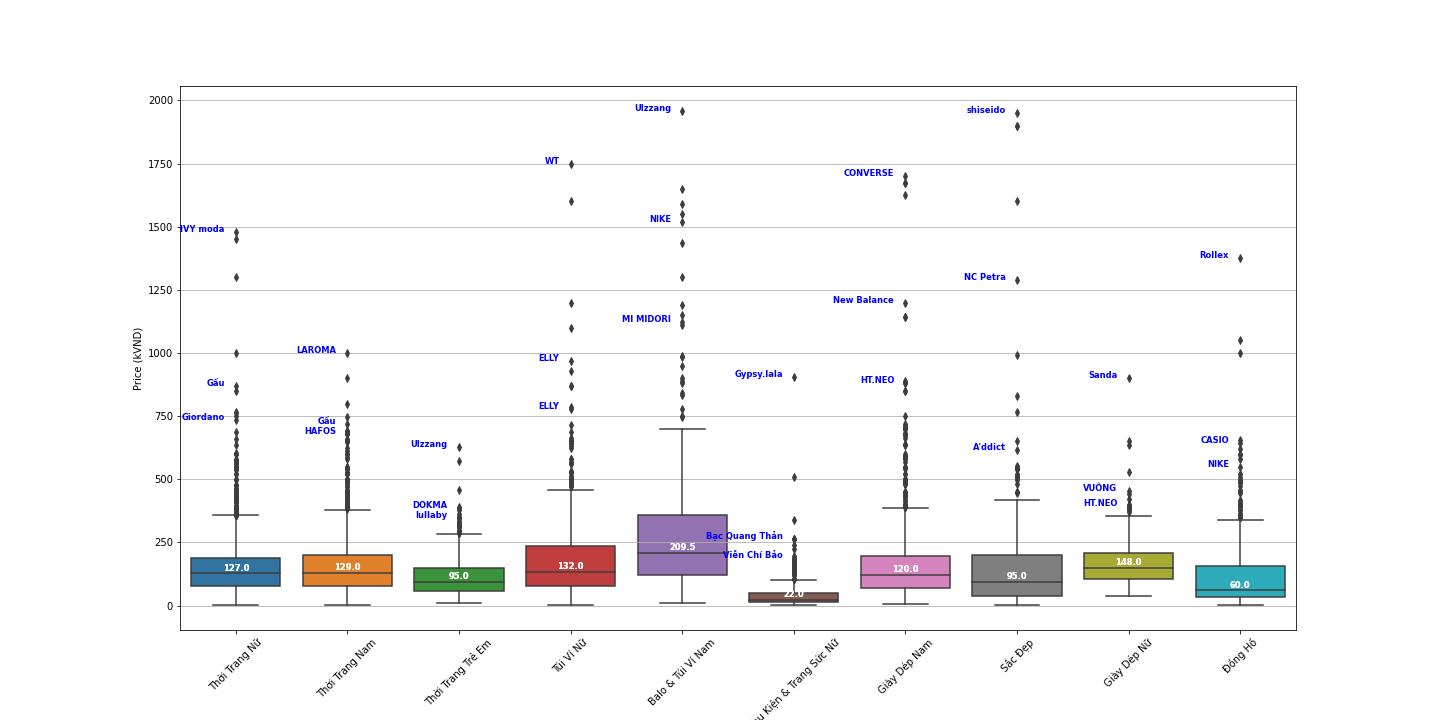 2000
1750
1500
1250
1000
750
500
250
0
Price (kVND)
Ulzzang
shiseido
WT
CONVERSE
NIKE
IVY moda
Rollex
NC Petra
New Balance
MI MIDORI
LAROMA
ELLY
Gypsy.lala
Sanda
HT.NEO
Gấu
ELLY
Giordano
Gấu
HAFOS
Ulzzang
A'ddict
CASIO
NIKE
VUÔNG
HT.NEO
DOKMA
lullaby
Bạc Quang Thản
Viễn Chí Bảo
127.0
129.0
95.0
132.0
209.5
22.0
120.0
95.0
148.0
60.0
Thời Trang Nữ
Thời Trang Nam
Thời Trang Trẻ Em
Túi Ví Nữ
Balo & Túi Ví Nam
Kiện & Trang Sức Nữ
Giày Dép Nam
Sắc Đẹp
Giày Dép Nữ
Đồng Hồ